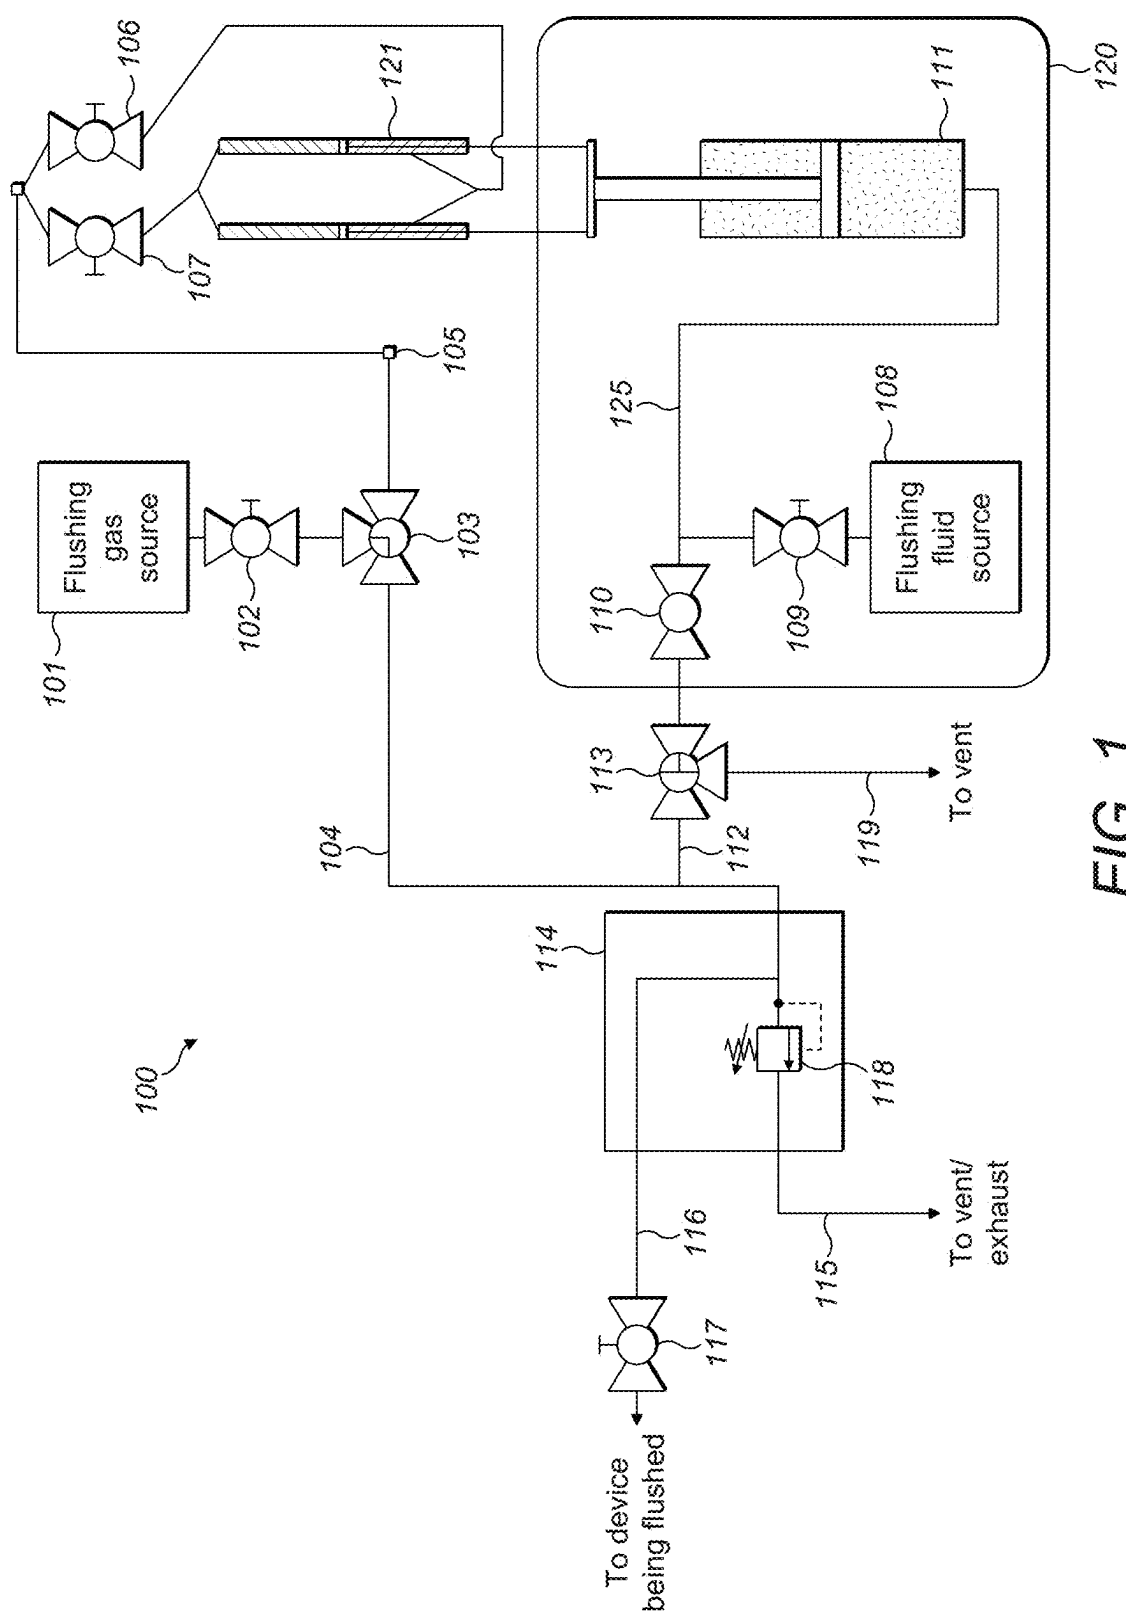 100
101
Flushing
gas
source
102
103
104
105
106
107
121
120
111
125
108
Flushing
fluid
source
109
110
113
112
119
To vent
114
118
116
115
To vent/
exhaust
117
To device
being flushed
FIG. 1